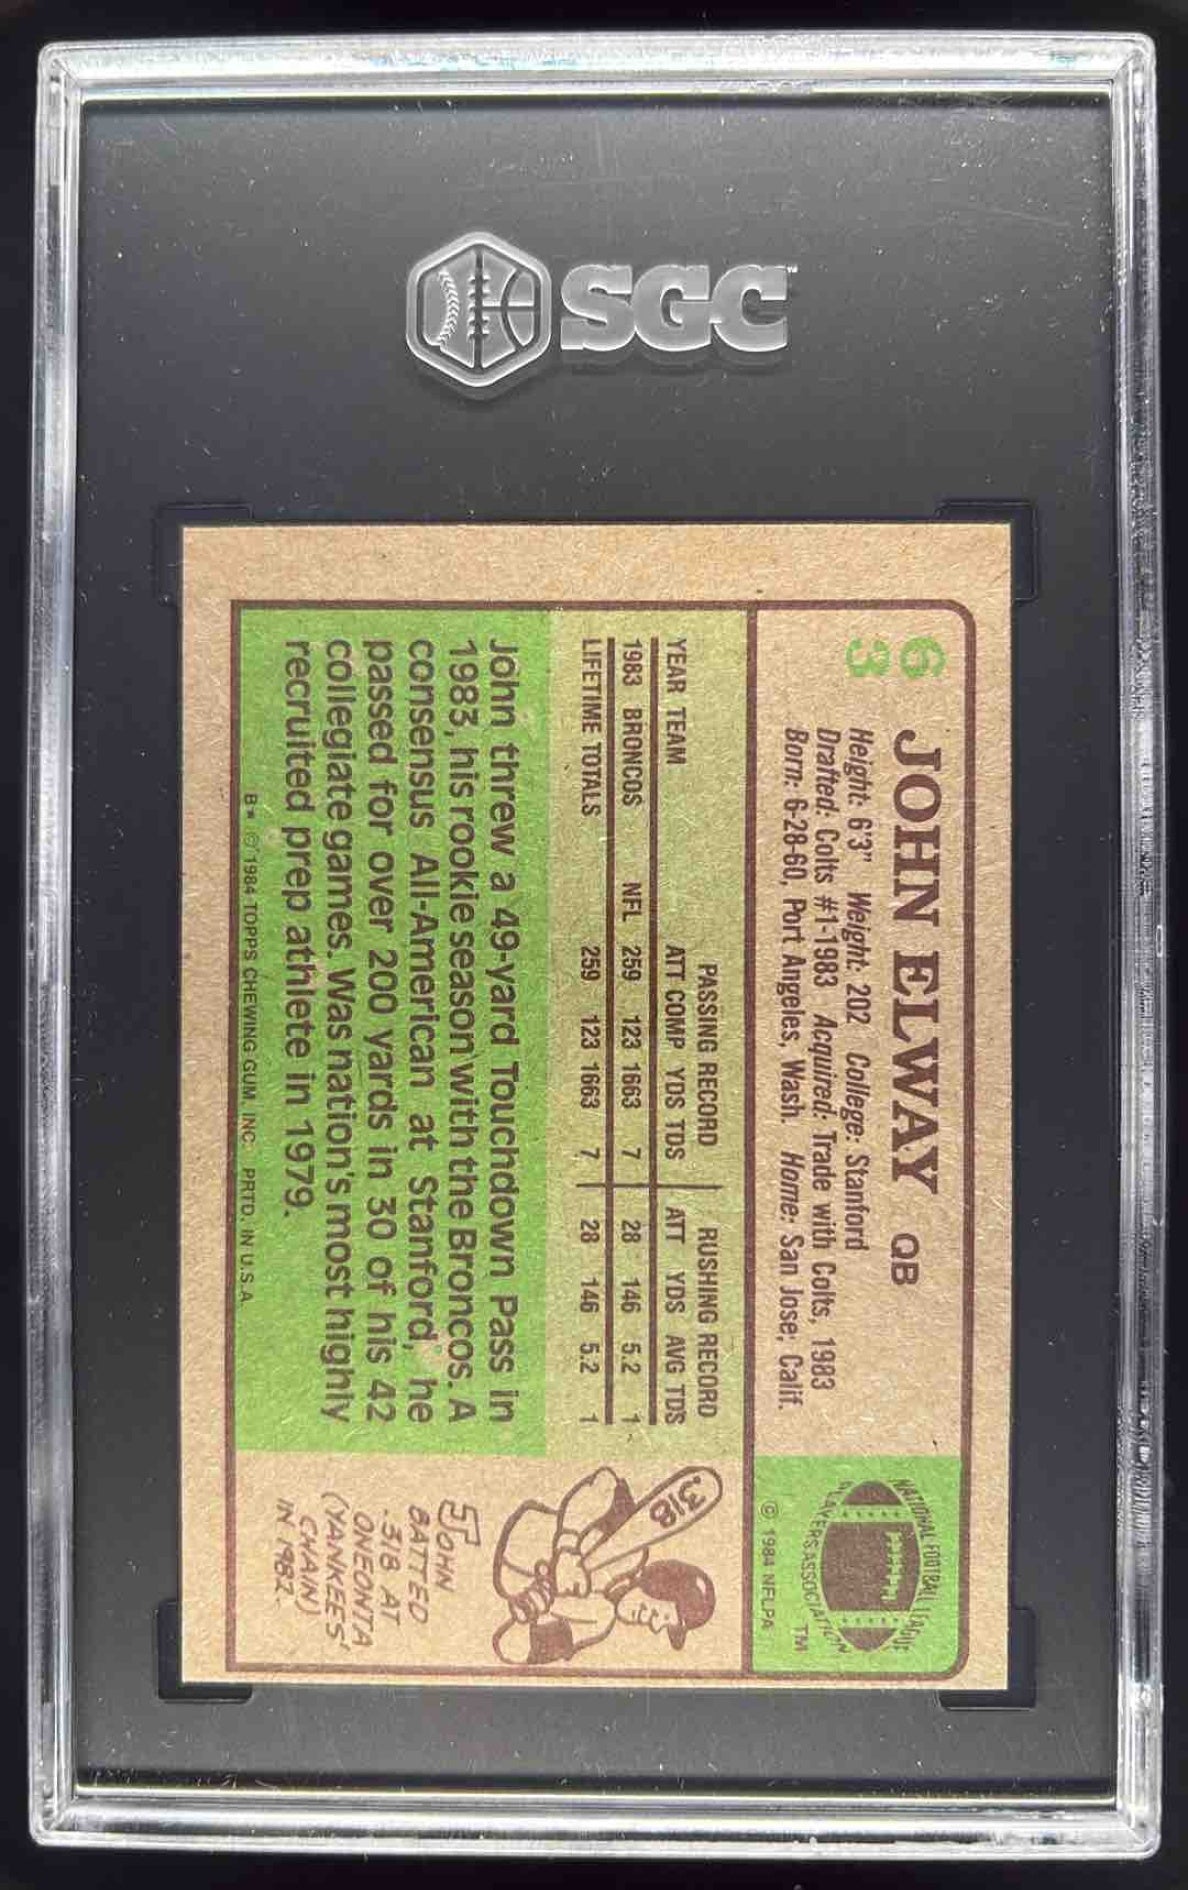 SGC™
63
JOHN ELWAY QB
Height: 6'3" Weight: 202 College: Stanford
Drafted: Colts #1-1983 Acquired: Trade with Colts, 1983
Born: 6-28-60, Port Angeles, Wash. Home: San Jose, Calif.
NATIONAL FOOTBALL LEAGUE
NFLPA
PLAYERS ASSOCIATION TM
© 1984 NFLPA
PASSING RECORD RUSHING RECORD
YEAR TEAM ATT COMP YDS TDS ATT YDS AVG TDS
1983 BRONCOS NFL 259 123 1663 7 28 146 5.2 1
LIFETIME TOTALS 259 123 1663 7 28 146 5.2 1
John threw a 49-yard Touchdown Pass in
1983, his rookie season with the Broncos. A
consensus All-American at Stanford, he
passed for over 200 yards in 30 of his 42
collegiate games. Was nation's most highly
recruited prep athlete in 1979.
B* © 1984 TOPPS CHEWING GUM, INC. PRTD. IN U.S.A.
.318
JOHN
BATTED
.318 AT
ONEONTA
(YANKEES'
CHAIN)
IN 1982.